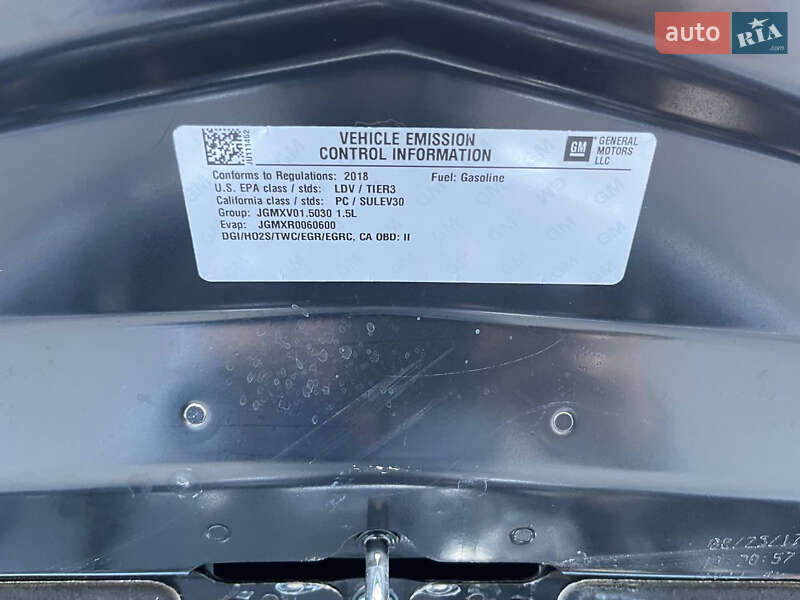 auto RIA .com
VEHICLE EMISSION
CONTROL INFORMATION
GM
GENERAL
MOTORS
LLC
JU111452
Conforms to Regulations: 2018 Fuel: Gasoline
U.S. EPA class / stds: LDV / TIER3
California class / stds: PC / SULEV30
Group: JGMXV01.5030 1.5L
Evap: JGMXR0060600
DGI/HO2S/TWC/EGR/EGRC, CA OBD: II